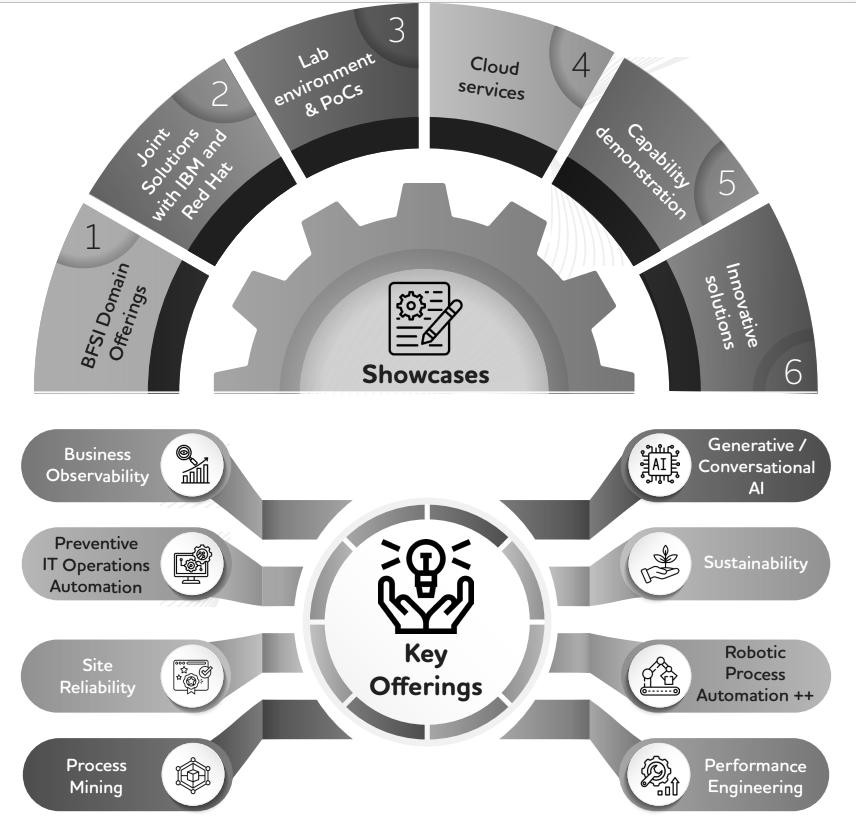 1
BFSI Domain
Offerings
2
Joint
Solutions
with IBM and
Red Hat
3
Lab
environment
& PoCs
4
Cloud
services
5
Capability
demonstration
6
Innovative
solutions
Showcases
Business
Observability
Preventive
IT Operations
Automation
Site
Reliability
Process
Mining
Key
Offerings
AI
Generative /
Conversational
AI
Sustainability
Robotic
Process
Automation ++
Performance
Engineering